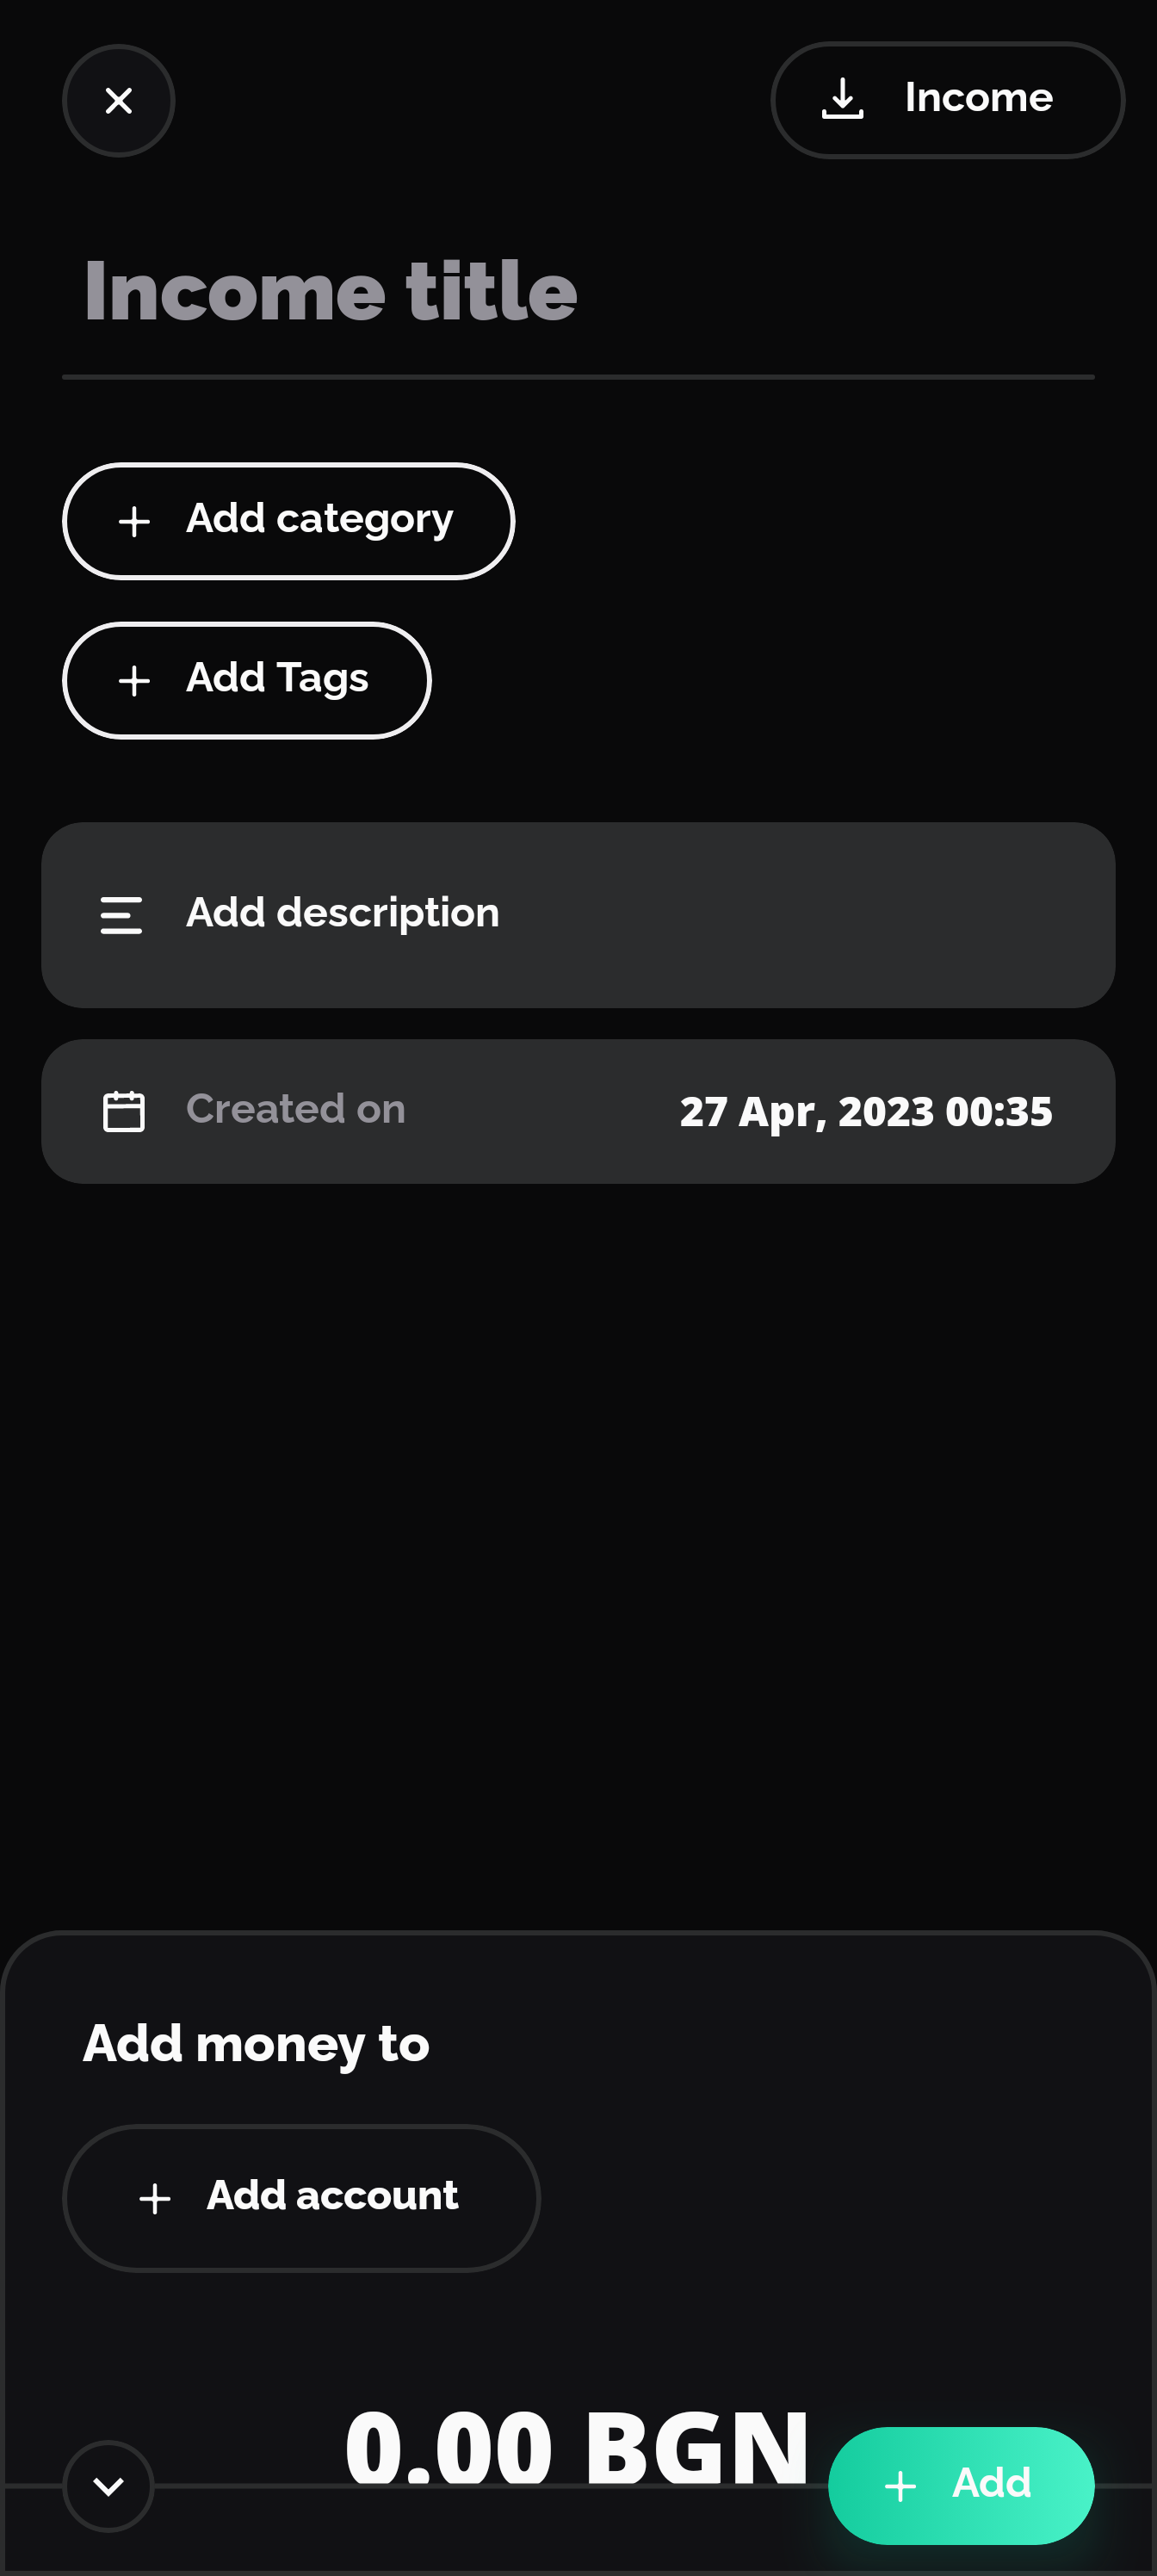 Income
Income title
Add category
Add Tags
Add description
Created on 27 Apr, 2023 00:35
Add money to
Add account
0.00 BGN
Add